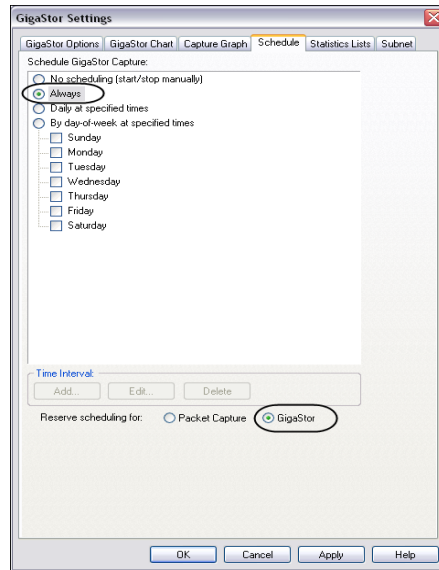 GigaStor Settings
GigaStor Options GigaStor Chart Capture Graph Schedule Statistics Lists Subnet
Schedule GigaStor Capture:
No scheduling (start/stop manually)
Always
Daily at specified times
By day-of-week at specified times
Sunday
Monday
Tuesday
Wednesday
Thursday
Friday
Saturday
Time Interval:
Add... Edit... Delete
Reserve scheduling for: Packet Capture GigaStor
OK Cancel Apply Help